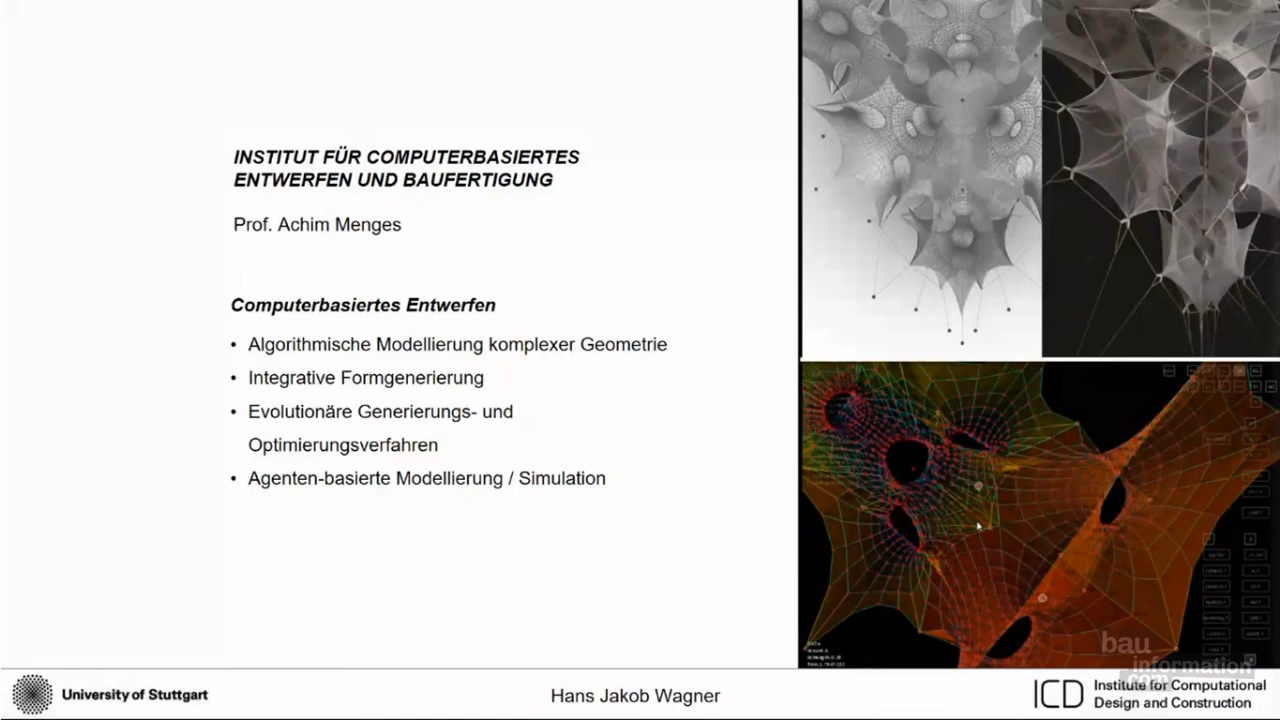 INSTITUT FÜR COMPUTERBASIERTES
ENTWERFEN UND BAUFERTIGUNG
Prof. Achim Menges
Computerbasiertes Entwerfen
• Algorithmische Modellierung komplexer Geometrie
• Integrative Formgenerierung
• Evolutionäre Generierungs- und
Optimierungsverfahren
• Agenten-basierte Modellierung / Simulation
bau
information
com
University of Stuttgart
Hans Jakob Wagner
ICD
Institute for Computational
Design and Construction